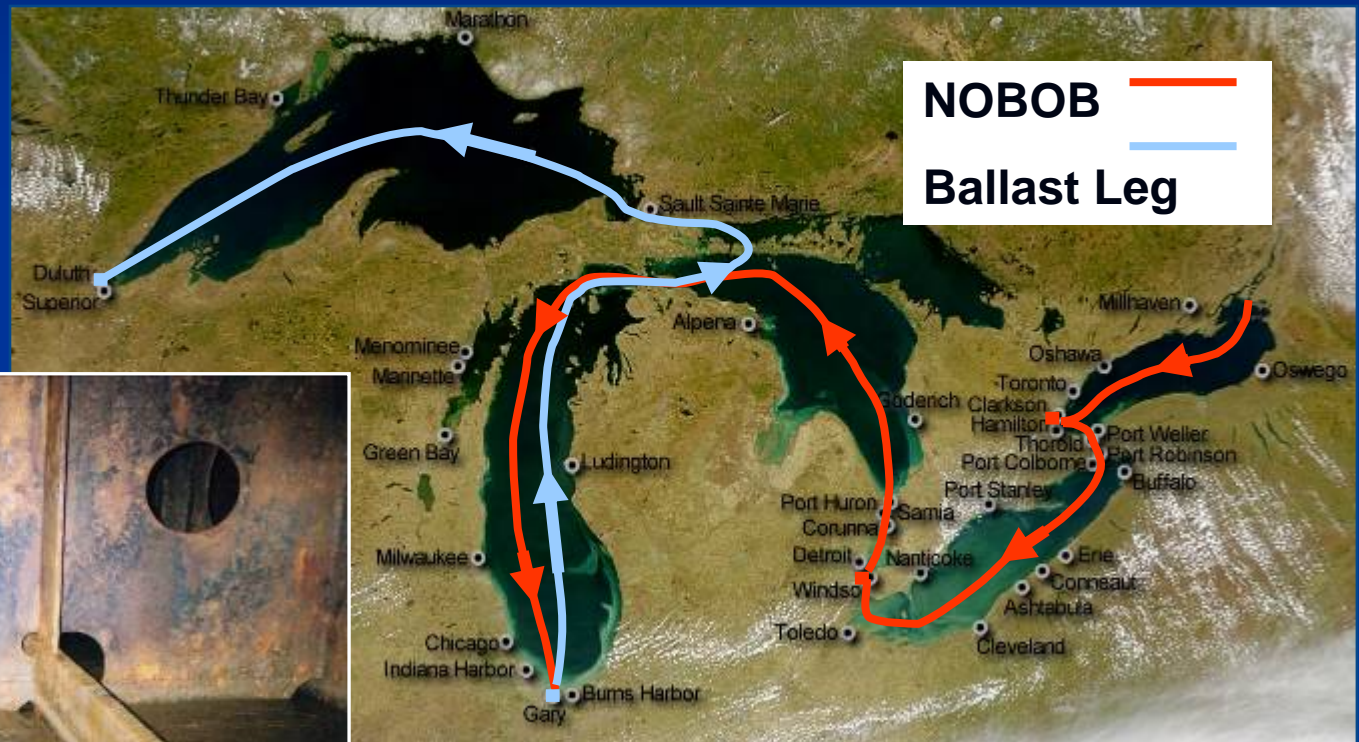 Marathon
NOBOB
Ballast Leg
Thunder Bay
Sault Sainte Marie
Duluth
Superior
Millhaven
Alpena
Oshawa
Oswego
Menominee
Marinette
Toronto
Clarkson
Hamilton
Goderich
Port Weller
Thorold
Port Robinson
Port Colborne
Green Bay
Ludington
Buffalo
Port Stanley
Port Huron
Sarnia
Corunna
Milwaukee
Detroit
Nanticoke
Erie
Conneaut
Windso
Ashtabula
Toledo
Cleveland
Chicago
Indiana Harbor
Burns Harbor
Gary